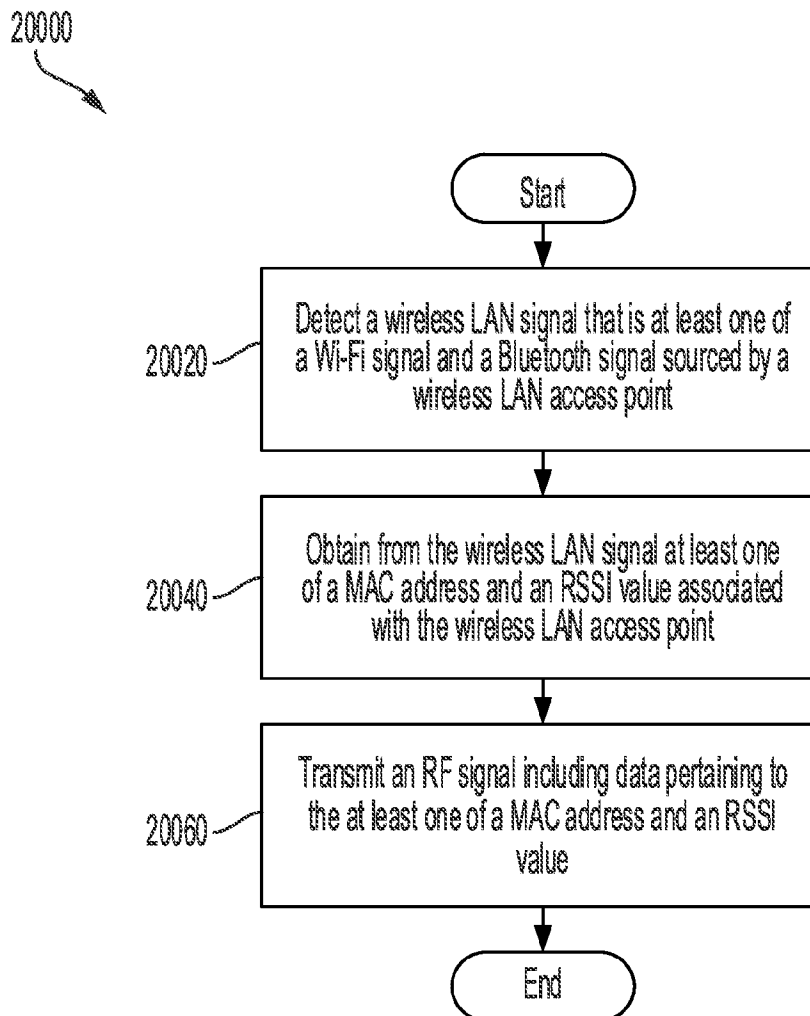 20000
Start
20020
Detect a wireless LAN signal that is at least one of
a Wi-Fi signal and a Bluetooth signal sourced by a
wireless LAN access point
20040
Obtain from the wireless LAN signal at least one
of a MAC address and an RSSI value associated
with the wireless LAN access point
20060
Transmit an RF signal including data pertaining to
the at least one of a MAC address and an RSSI
value
End